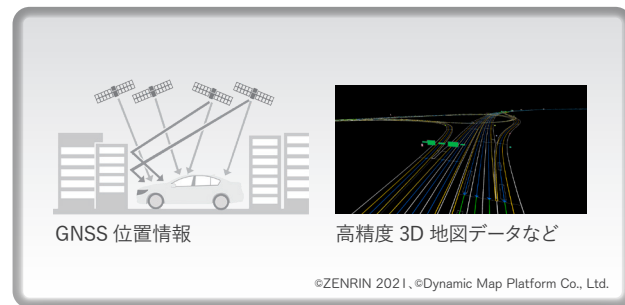 GNSS 位置情報
高精度 3D 地図データなど
©ZENRIN 2021、©Dynamic Map Platform Co., Ltd.